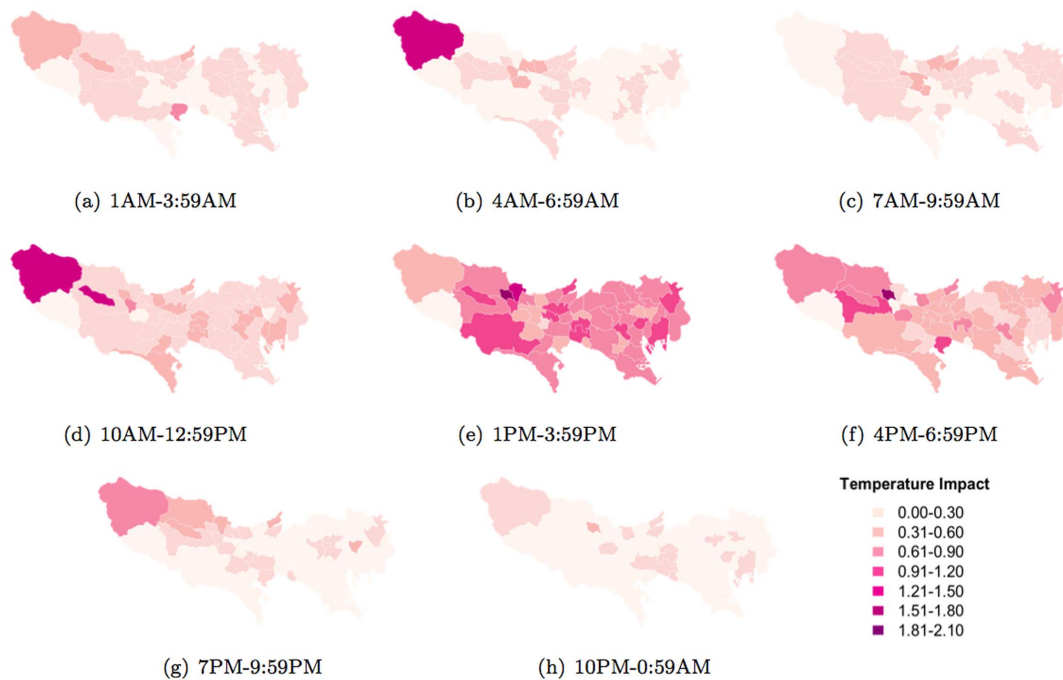 (a) 1AM-3:59AM
(b) 4AM-6:59AM
(c) 7AM-9:59AM
(d) 10AM-12:59PM
(e) 1PM-3:59PM
(f) 4PM-6:59PM
Temperature Impact
0.00-0.30
0.31-0.60
0.61-0.90
0.91-1.20
1.21-1.50
1.51-1.80
1.81-2.10
(g) 7PM-9:59PM
(h) 10PM-0:59AM